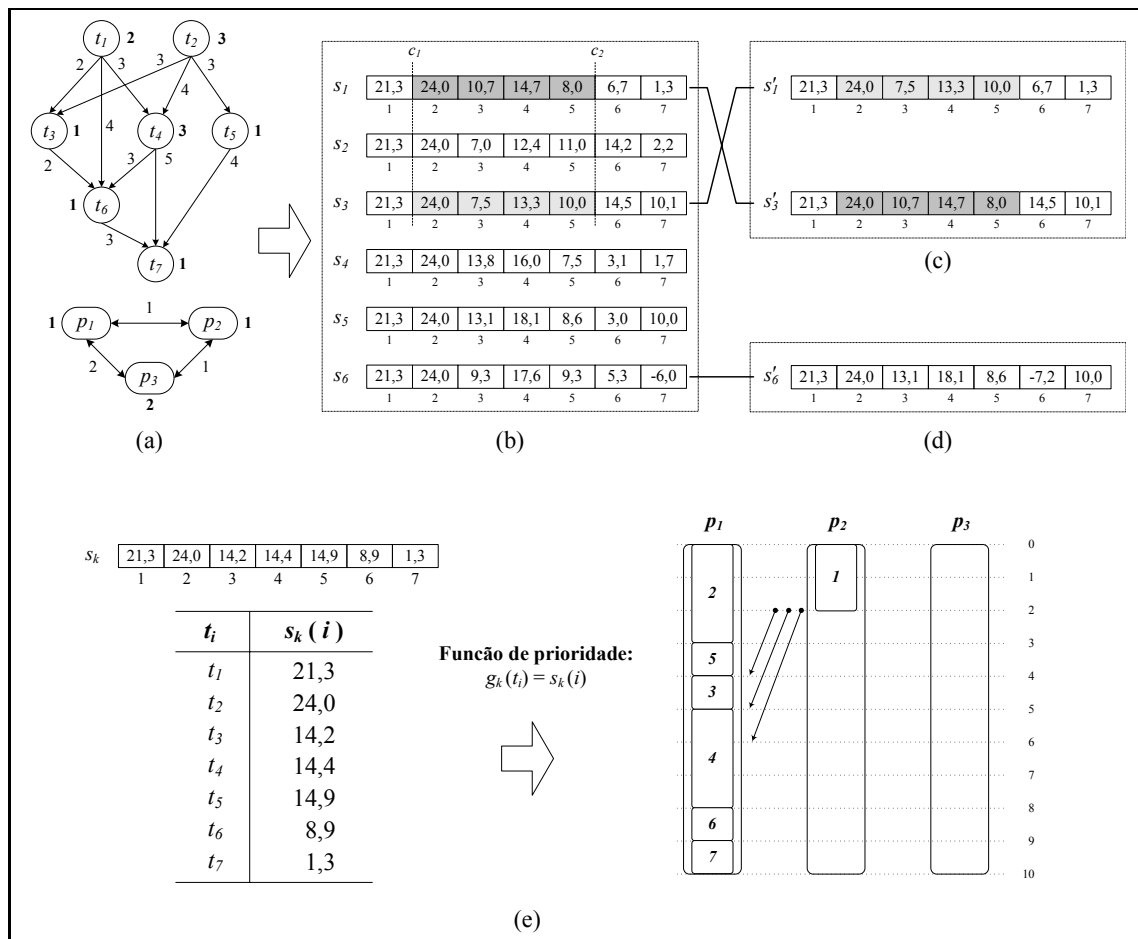 t1 2 t2 3
2 3 3 3
4
t3 1 4 t4 3 t5 1
2 3 5 4
1 t6
3
t7 1
1
1 p1 p2 1
2 p3 1
2
(a)
c1 c2
s1 21,3 24,0 10,7 14,7 8,0 6,7 1,3
1 2 3 4 5 6 7
s2 21,3 24,0 7,0 12,4 11,0 14,2 2,2
1 2 3 4 5 6 7
s3 21,3 24,0 7,5 13,3 10,0 14,5 10,1
1 2 3 4 5 6 7
s4 21,3 24,0 13,8 16,0 7,5 3,1 1,7
1 2 3 4 5 6 7
s5 21,3 24,0 13,1 18,1 8,6 3,0 10,0
1 2 3 4 5 6 7
s6 21,3 24,0 9,3 17,6 9,3 5,3 -6,0
1 2 3 4 5 6 7
(b)
s'1 21,3 24,0 7,5 13,3 10,0 6,7 1,3
1 2 3 4 5 6 7
s'3 21,3 24,0 10,7 14,7 8,0 14,5 10,1
1 2 3 4 5 6 7
(c)
s'6 21,3 24,0 13,1 18,1 8,6 -7,2 10,0
1 2 3 4 5 6 7
(d)
sk 21,3 24,0 14,2 14,4 14,9 8,9 1,3
1 2 3 4 5 6 7
ti sk ( i )
t1 21,3
t2 24,0
t3 14,2
t4 14,4
t5 14,9
t6 8,9
t7 1,3
Funcão de prioridade:
gk(ti) = sk(i)
p1 p2 p3
2
5
3
4
6
7
1
0
1
2
3
4
5
6
7
8
9
10
(e)